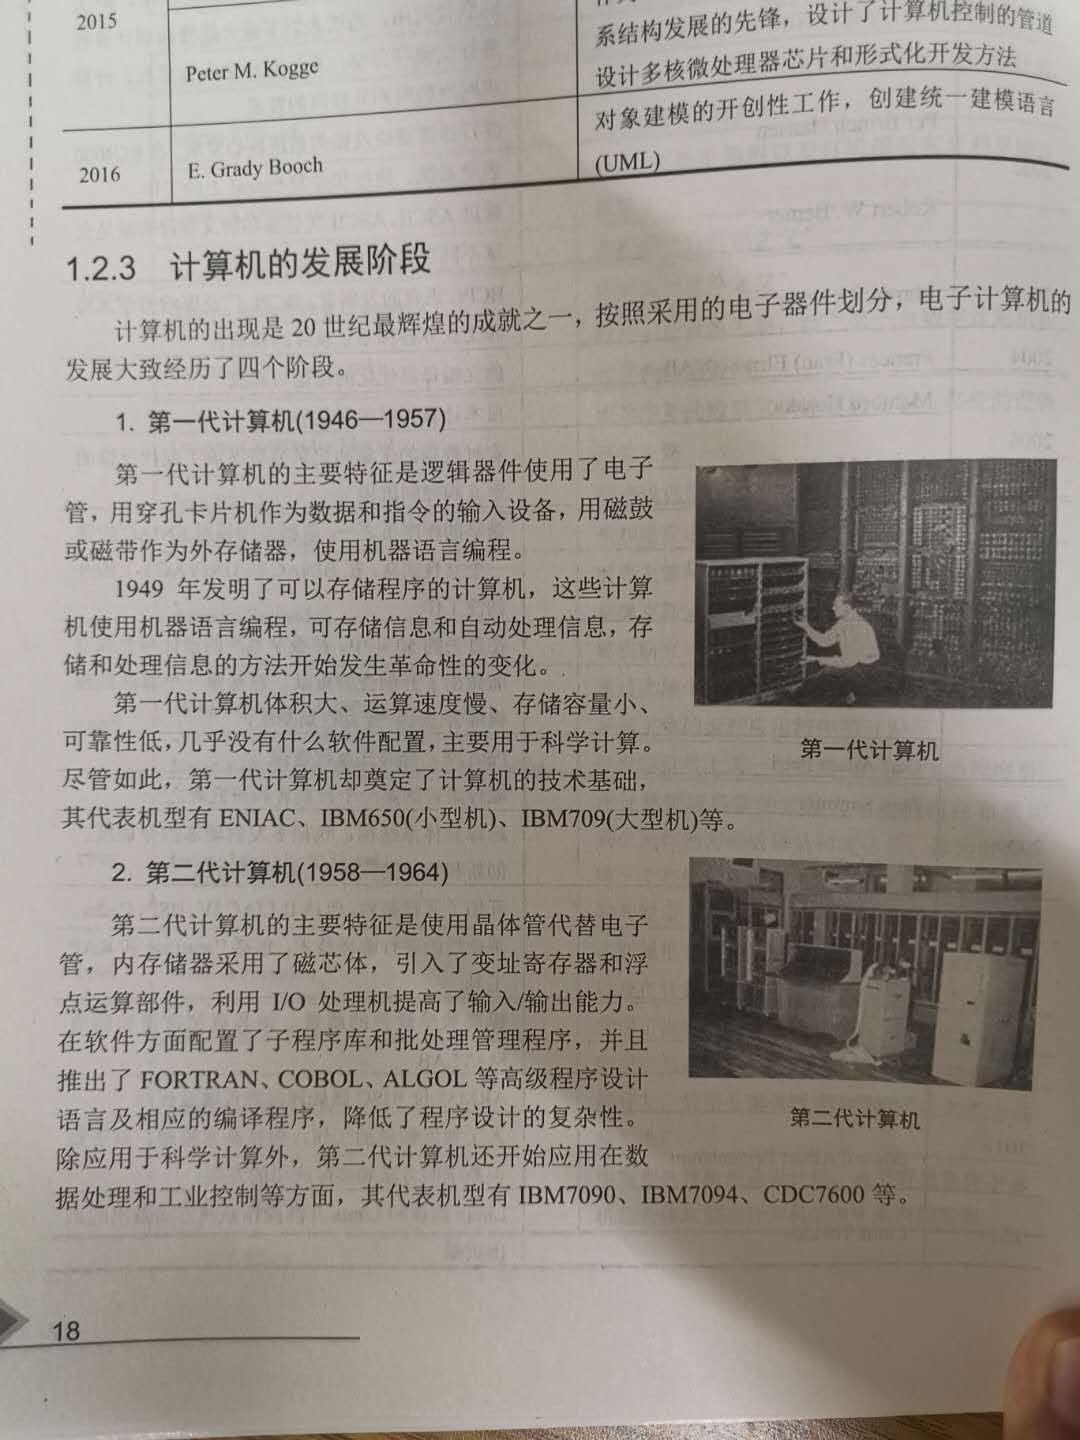 2015
系结构发展的先锋，设计了计算机控制的管道
Peter M. Kogge
设计多核微处理器芯片和形式化开发方法
对象建模的开创性工作，创建统一建模语言
2016
E. Grady Booch
(UML)
1.2.3 计算机的发展阶段
计算机的出现是 20 世纪最辉煌的成就之一，按照采用的电子器件划分，电子计算机的
发展大致经历了四个阶段。
1. 第一代计算机(1946—1957)
第一代计算机的主要特征是逻辑器件使用了电子
管，用穿孔卡片机作为数据和指令的输入设备，用磁鼓
或磁带作为外存储器，使用机器语言编程。
1949 年发明了可以存储程序的计算机，这些计算
机使用机器语言编程，可存储信息和自动处理信息，存
储和处理信息的方法开始发生革命性的变化。
第一代计算机体积大、运算速度慢、存储容量小、
可靠性低，几乎没有什么软件配置，主要用于科学计算。
尽管如此，第一代计算机却奠定了计算机的技术基础，
其代表机型有 ENIAC、IBM650(小型机)、IBM709(大型机)等。
第一代计算机
2. 第二代计算机(1958—1964)
第二代计算机的主要特征是使用晶体管代替电子
管，内存储器采用了磁芯体，引入了变址寄存器和浮
点运算部件，利用 I/O 处理机提高了输入/输出能力。
在软件方面配置了子程序库和批处理管理程序，并且
推出了 FORTRAN、COBOL、ALGOL 等高级程序设计
语言及相应的编译程序，降低了程序设计的复杂性。
除应用于科学计算外，第二代计算机还开始应用在数
据处理和工业控制等方面，其代表机型有 IBM7090、IBM7094、CDC7600 等。
第二代计算机
18